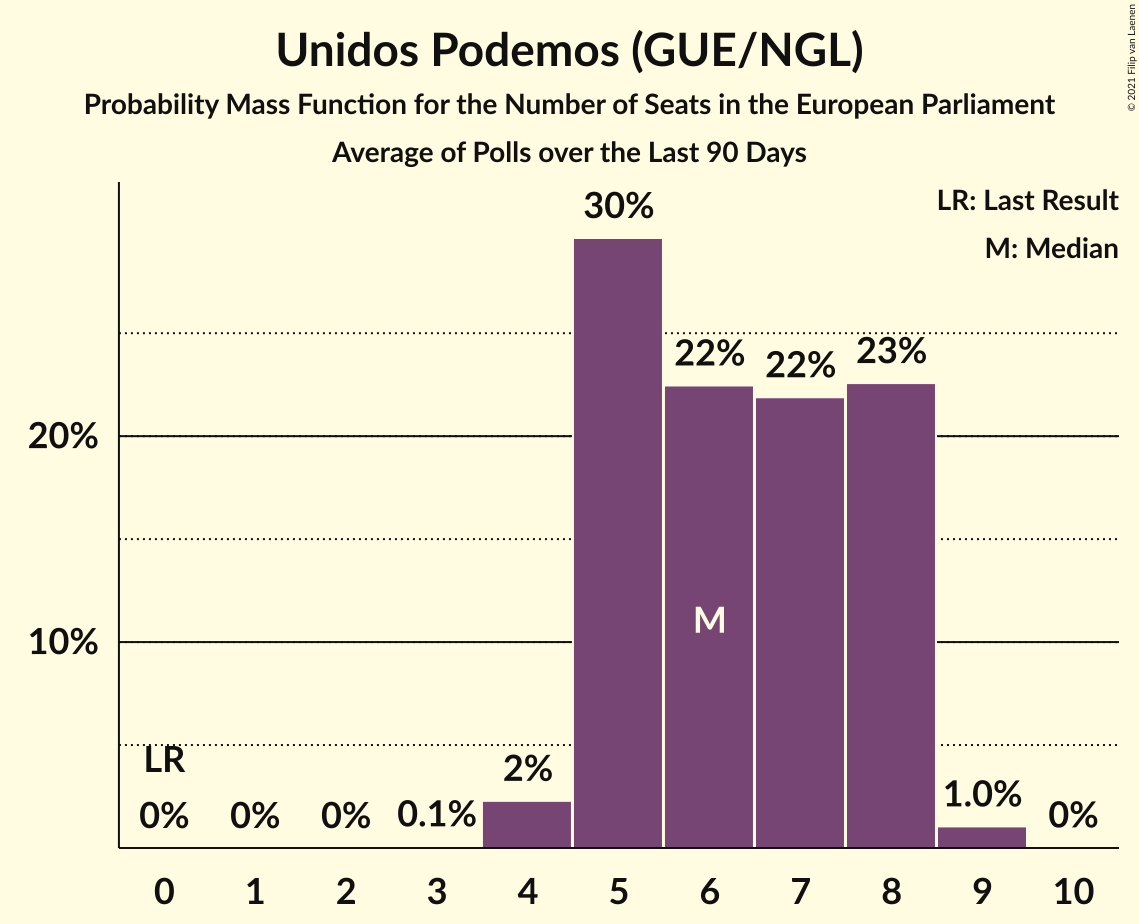 Unidos Podemos (GUE/NGL)
Probability Mass Function for the Number of Seats in the European Parliament
Average of Polls over the Last 90 Days
© 2021 Filip van Laenen
LR: Last Result
M: Median
30%
22%
22%
23%
20%
10%
M
LR
0%
0%
0%
0.1%
2%
1.0%
0%
0 1 2 3 4 5 6 7 8 9 10